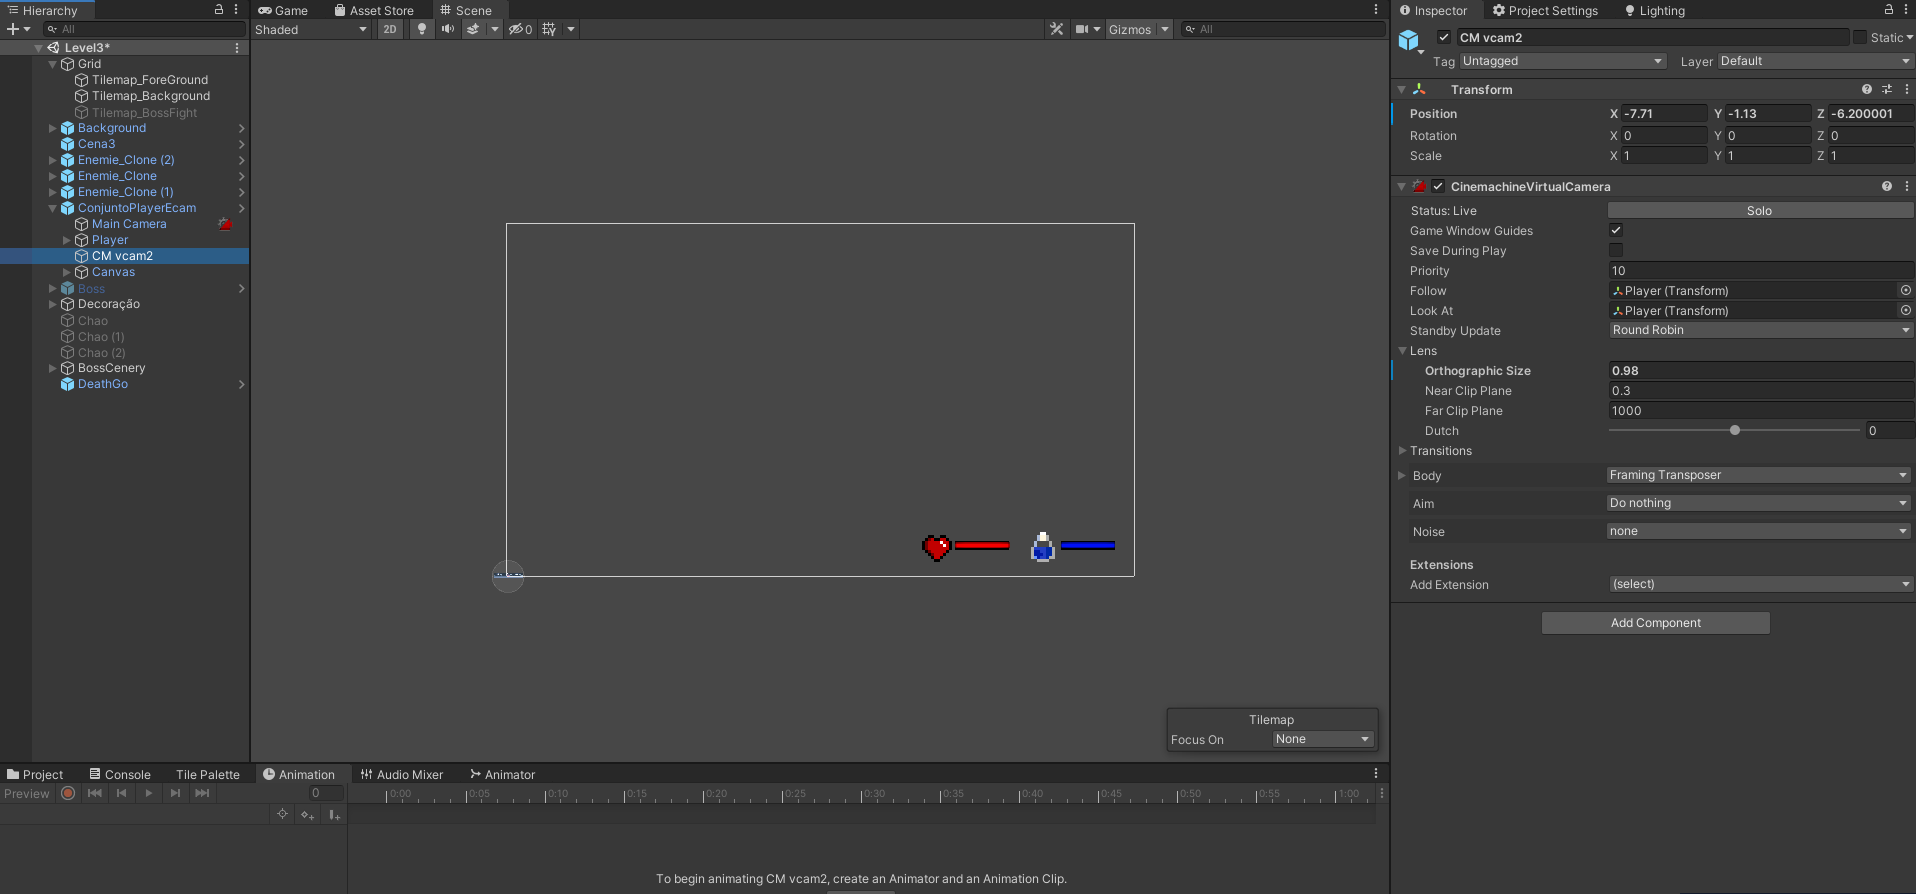 Hierarchy
All
Level3*
Grid
Tilemap_ForeGround
Tilemap_Background
Tilemap_BossFight
Background
Cena3
Enemie_Clone (2)
Enemie_Clone
Enemie_Clone (1)
ConjuntoPlayerEcam
Main Camera
Player
CM vcam2
Canvas
Boss
Decoração
Chao
Chao (1)
Chao (2)
BossCenery
DeathGo
Game Asset Store Scene
Shaded 2D 0 Gizmos All
Tilemap
Focus On None
Inspector Project Settings Lighting
CM vcam2 Static
Tag Untagged Layer Default
Transform
Position X -7.71 Y -1.13 Z -6.200001
Rotation X 0 Y 0 Z 0
Scale X 1 Y 1 Z 1
CinemachineVirtualCamera
Status: Live Solo
Game Window Guides
Save During Play
Priority 10
Follow Player (Transform)
Look At Player (Transform)
Standby Update Round Robin
Lens
Orthographic Size 0.98
Near Clip Plane 0.3
Far Clip Plane 1000
Dutch 0
Transitions
Body Framing Transposer
Aim Do nothing
Noise none
Extensions
Add Extension (select)
Add Component
Project Console Tile Palette Animation Audio Mixer Animator
Preview 0 0:00 0:05 0:10 0:15 0:20 0:25 0:30 0:35 0:40 0:45 0:50 0:55 1:00
To begin animating CM vcam2, create an Animator and an Animation Clip.